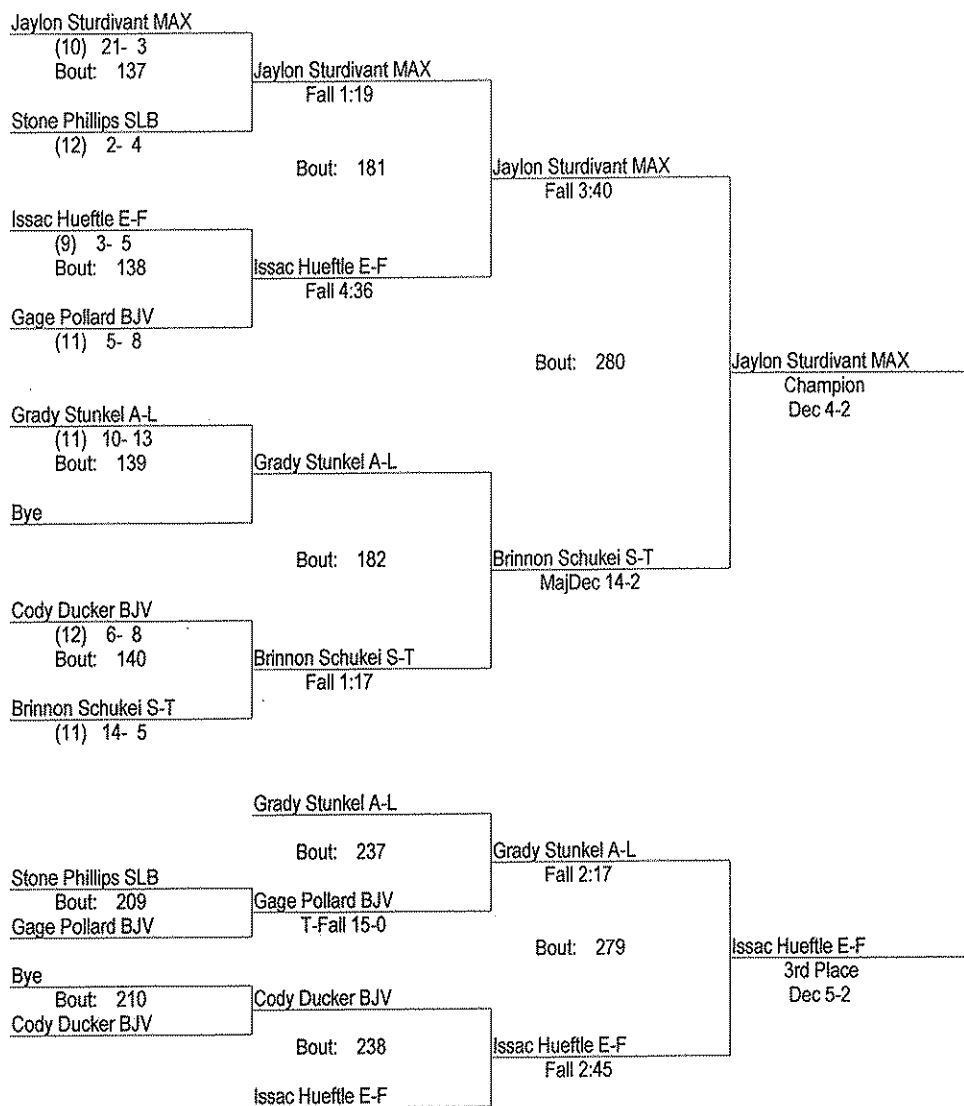 Jaylon Sturdivant MAX
(10) 21- 3
Bout: 137
Stone Phillips SLB
(12) 2- 4
Issac Hueftle E-F
(9) 3- 5
Bout: 138
Gage Pollard BJV
(11) 5- 8
Grady Stunkel A-L
(11) 10- 13
Bout: 139
Bye
Cody Ducker BJV
(12) 6- 8
Bout: 140
Brinnon Schukei S-T
(11) 14- 5
Jaylon Sturdivant MAX
Fall 1:19
Bout: 181
Issac Hueftle E-F
Fall 4:36
Grady Stunkel A-L
Bout: 182
Brinnon Schukei S-T
Fall 1:17
Jaylon Sturdivant MAX
Fall 3:40
Bout: 280
Brinnon Schukei S-T
MajDec 14-2
Jaylon Sturdivant MAX
Champion
Dec 4-2
Stone Phillips SLB
Bout: 209
Gage Pollard BJV
Bye
Bout: 210
Cody Ducker BJV
Grady Stunkel A-L
Bout: 237
Gage Pollard BJV
T-Fall 15-0
Cody Ducker BJV
Bout: 238
Issac Hueftle E-F
Grady Stunkel A-L
Fall 2:17
Bout: 279
Issac Hueftle E-F
Fall 2:45
Issac Hueftle E-F
3rd Place
Dec 5-2